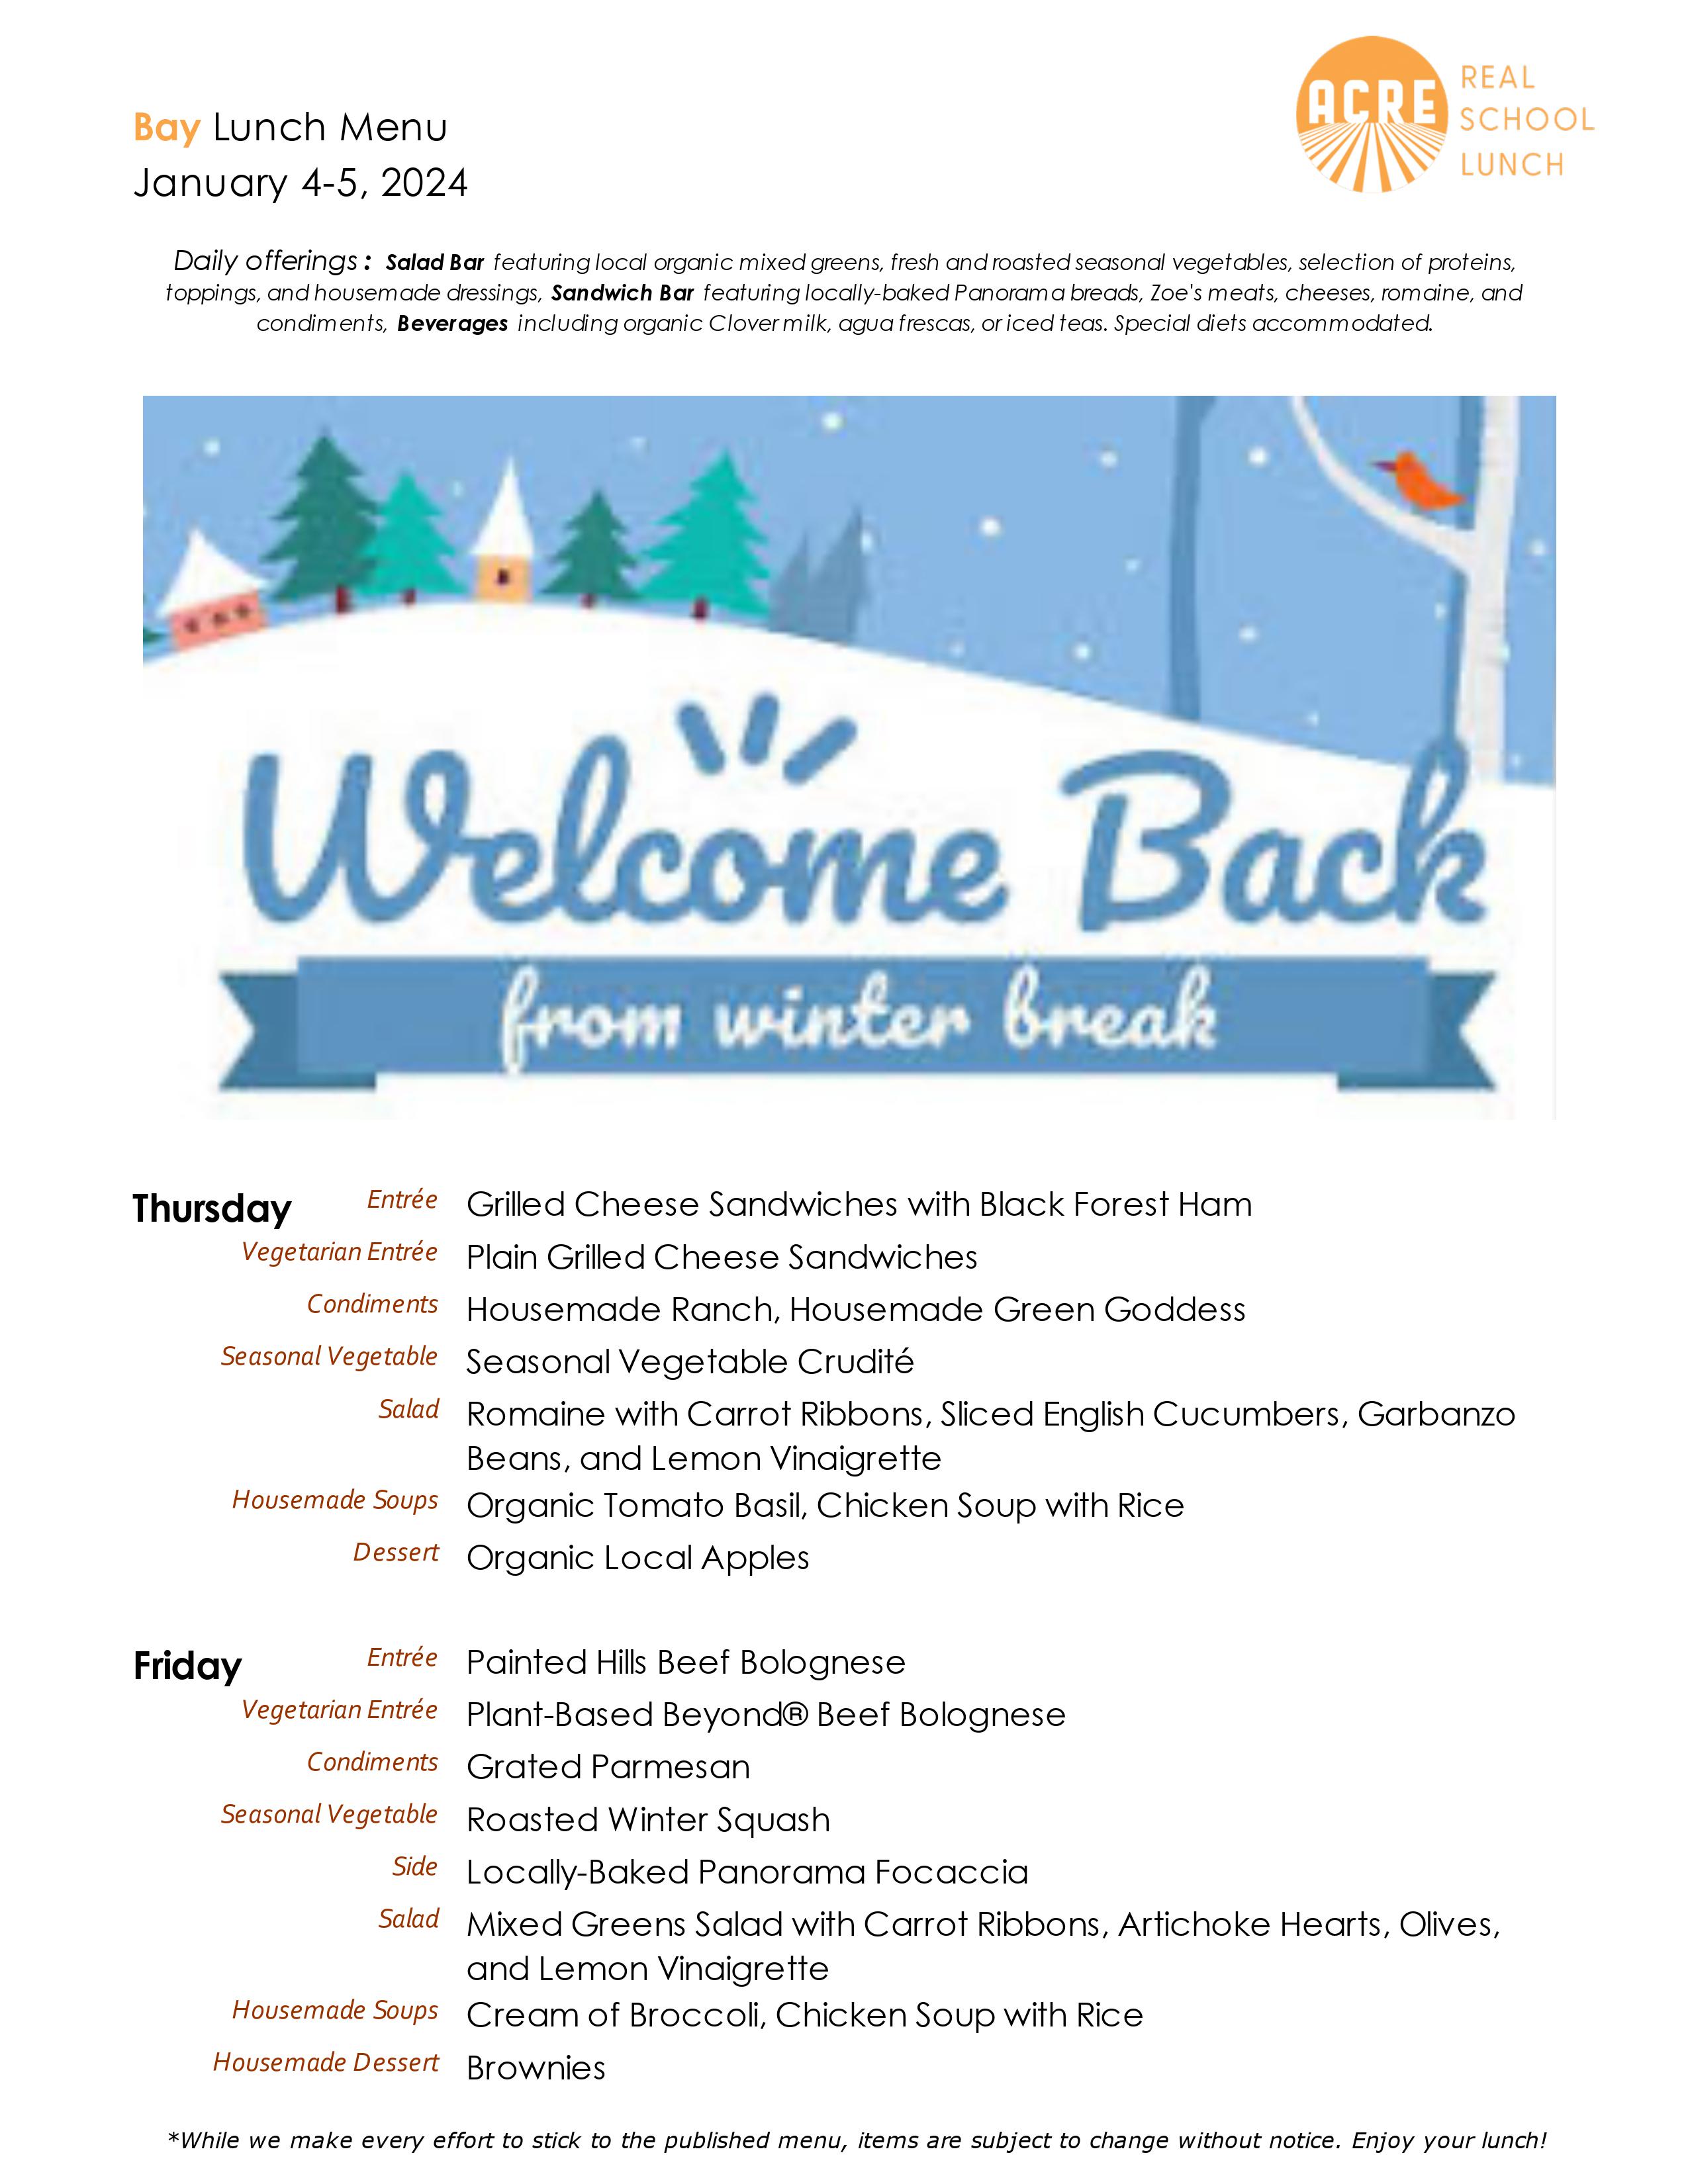 Bay Lunch Menu
January 4-5, 2024
ACRE
REAL
SCHOOL
LUNCH
Daily offerings : Salad Bar featuring local organic mixed greens, fresh and roasted seasonal vegetables, selection of proteins,
toppings, and housemade dressings, Sandwich Bar featuring locally-baked Panorama breads, Zoe's meats, cheeses, romaine, and
condiments, Beverages including organic Clover milk, agua frescas, or iced teas. Special diets accommodated.
Welcome Back
from winter break
Thursday Entrée Grilled Cheese Sandwiches with Black Forest Ham
Vegetarian Entrée Plain Grilled Cheese Sandwiches
Condiments Housemade Ranch, Housemade Green Goddess
Seasonal Vegetable Seasonal Vegetable Crudité
Salad Romaine with Carrot Ribbons, Sliced English Cucumbers, Garbanzo
Beans, and Lemon Vinaigrette
Housemade Soups Organic Tomato Basil, Chicken Soup with Rice
Dessert Organic Local Apples
Friday Entrée Painted Hills Beef Bolognese
Vegetarian Entrée Plant-Based Beyond® Beef Bolognese
Condiments Grated Parmesan
Seasonal Vegetable Roasted Winter Squash
Side Locally-Baked Panorama Focaccia
Salad Mixed Greens Salad with Carrot Ribbons, Artichoke Hearts, Olives,
and Lemon Vinaigrette
Housemade Soups Cream of Broccoli, Chicken Soup with Rice
Housemade Dessert Brownies
*While we make every effort to stick to the published menu, items are subject to change without notice. Enjoy your lunch!